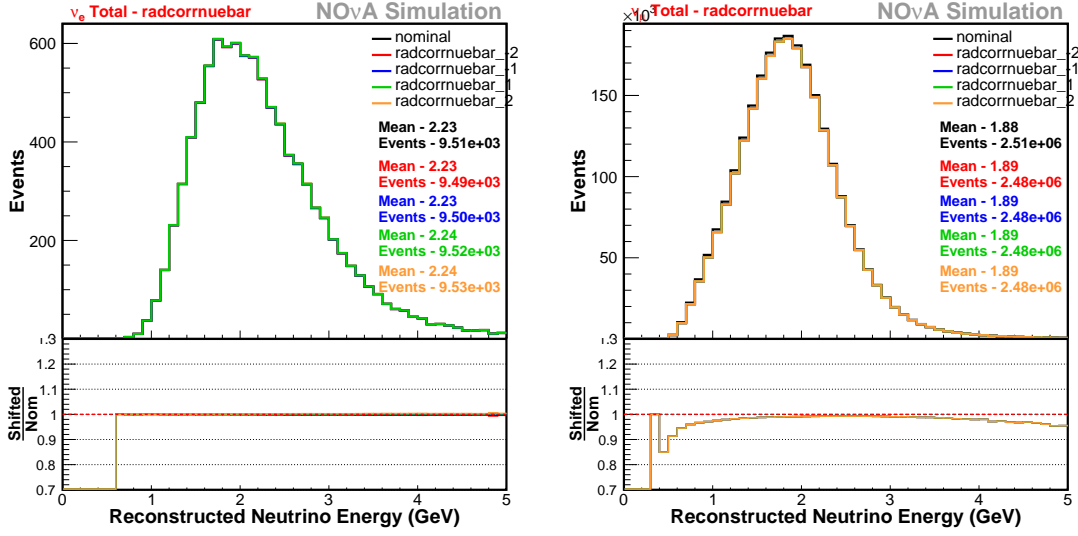 νe Total - radcorrnuebar
NOνA Simulation
nominal
radcorrnuebar_-2
radcorrnuebar_-1
radcorrnuebar_1
radcorrnuebar_2
Mean - 2.23
Events - 9.51e+03
Mean - 2.23
Events - 9.49e+03
Mean - 2.23
Events - 9.50e+03
Mean - 2.24
Events - 9.52e+03
Mean - 2.24
Events - 9.53e+03
Events
600
400
200
Shifted
Nom
1.3
1.2
1.1
1
0.9
0.8
0.7
0 1 2 3 4 5
Reconstructed Neutrino Energy (GeV)
Total - radcorrnuebar
NOνA Simulation
×10³
nominal
radcorrnuebar_-2
radcorrnuebar_-1
radcorrnuebar_1
radcorrnuebar_2
Mean - 1.88
Events - 2.51e+06
Mean - 1.89
Events - 2.48e+06
Mean - 1.89
Events - 2.48e+06
Mean - 1.89
Events - 2.48e+06
Mean - 1.89
Events - 2.48e+06
Events
150
100
50
Shifted
Nom
1.3
1.2
1.1
1
0.9
0.8
0.7
0 1 2 3 4 5
Reconstructed Neutrino Energy (GeV)